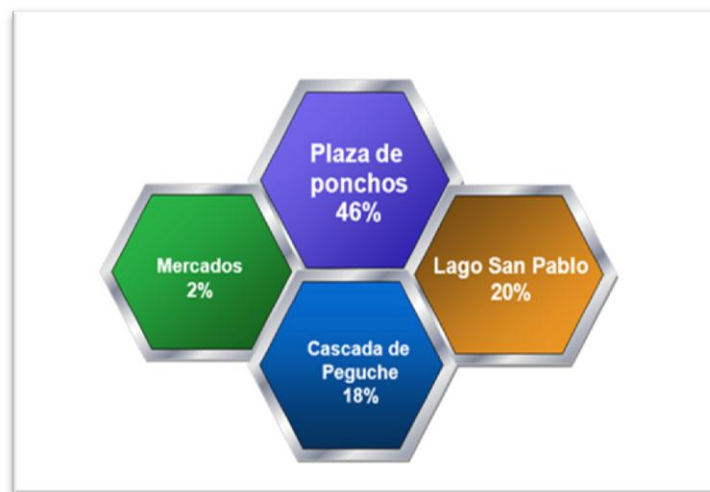 Plaza de
ponchos
46%
Mercados
2%
Lago San Pablo
20%
Cascada de
Peguche
18%